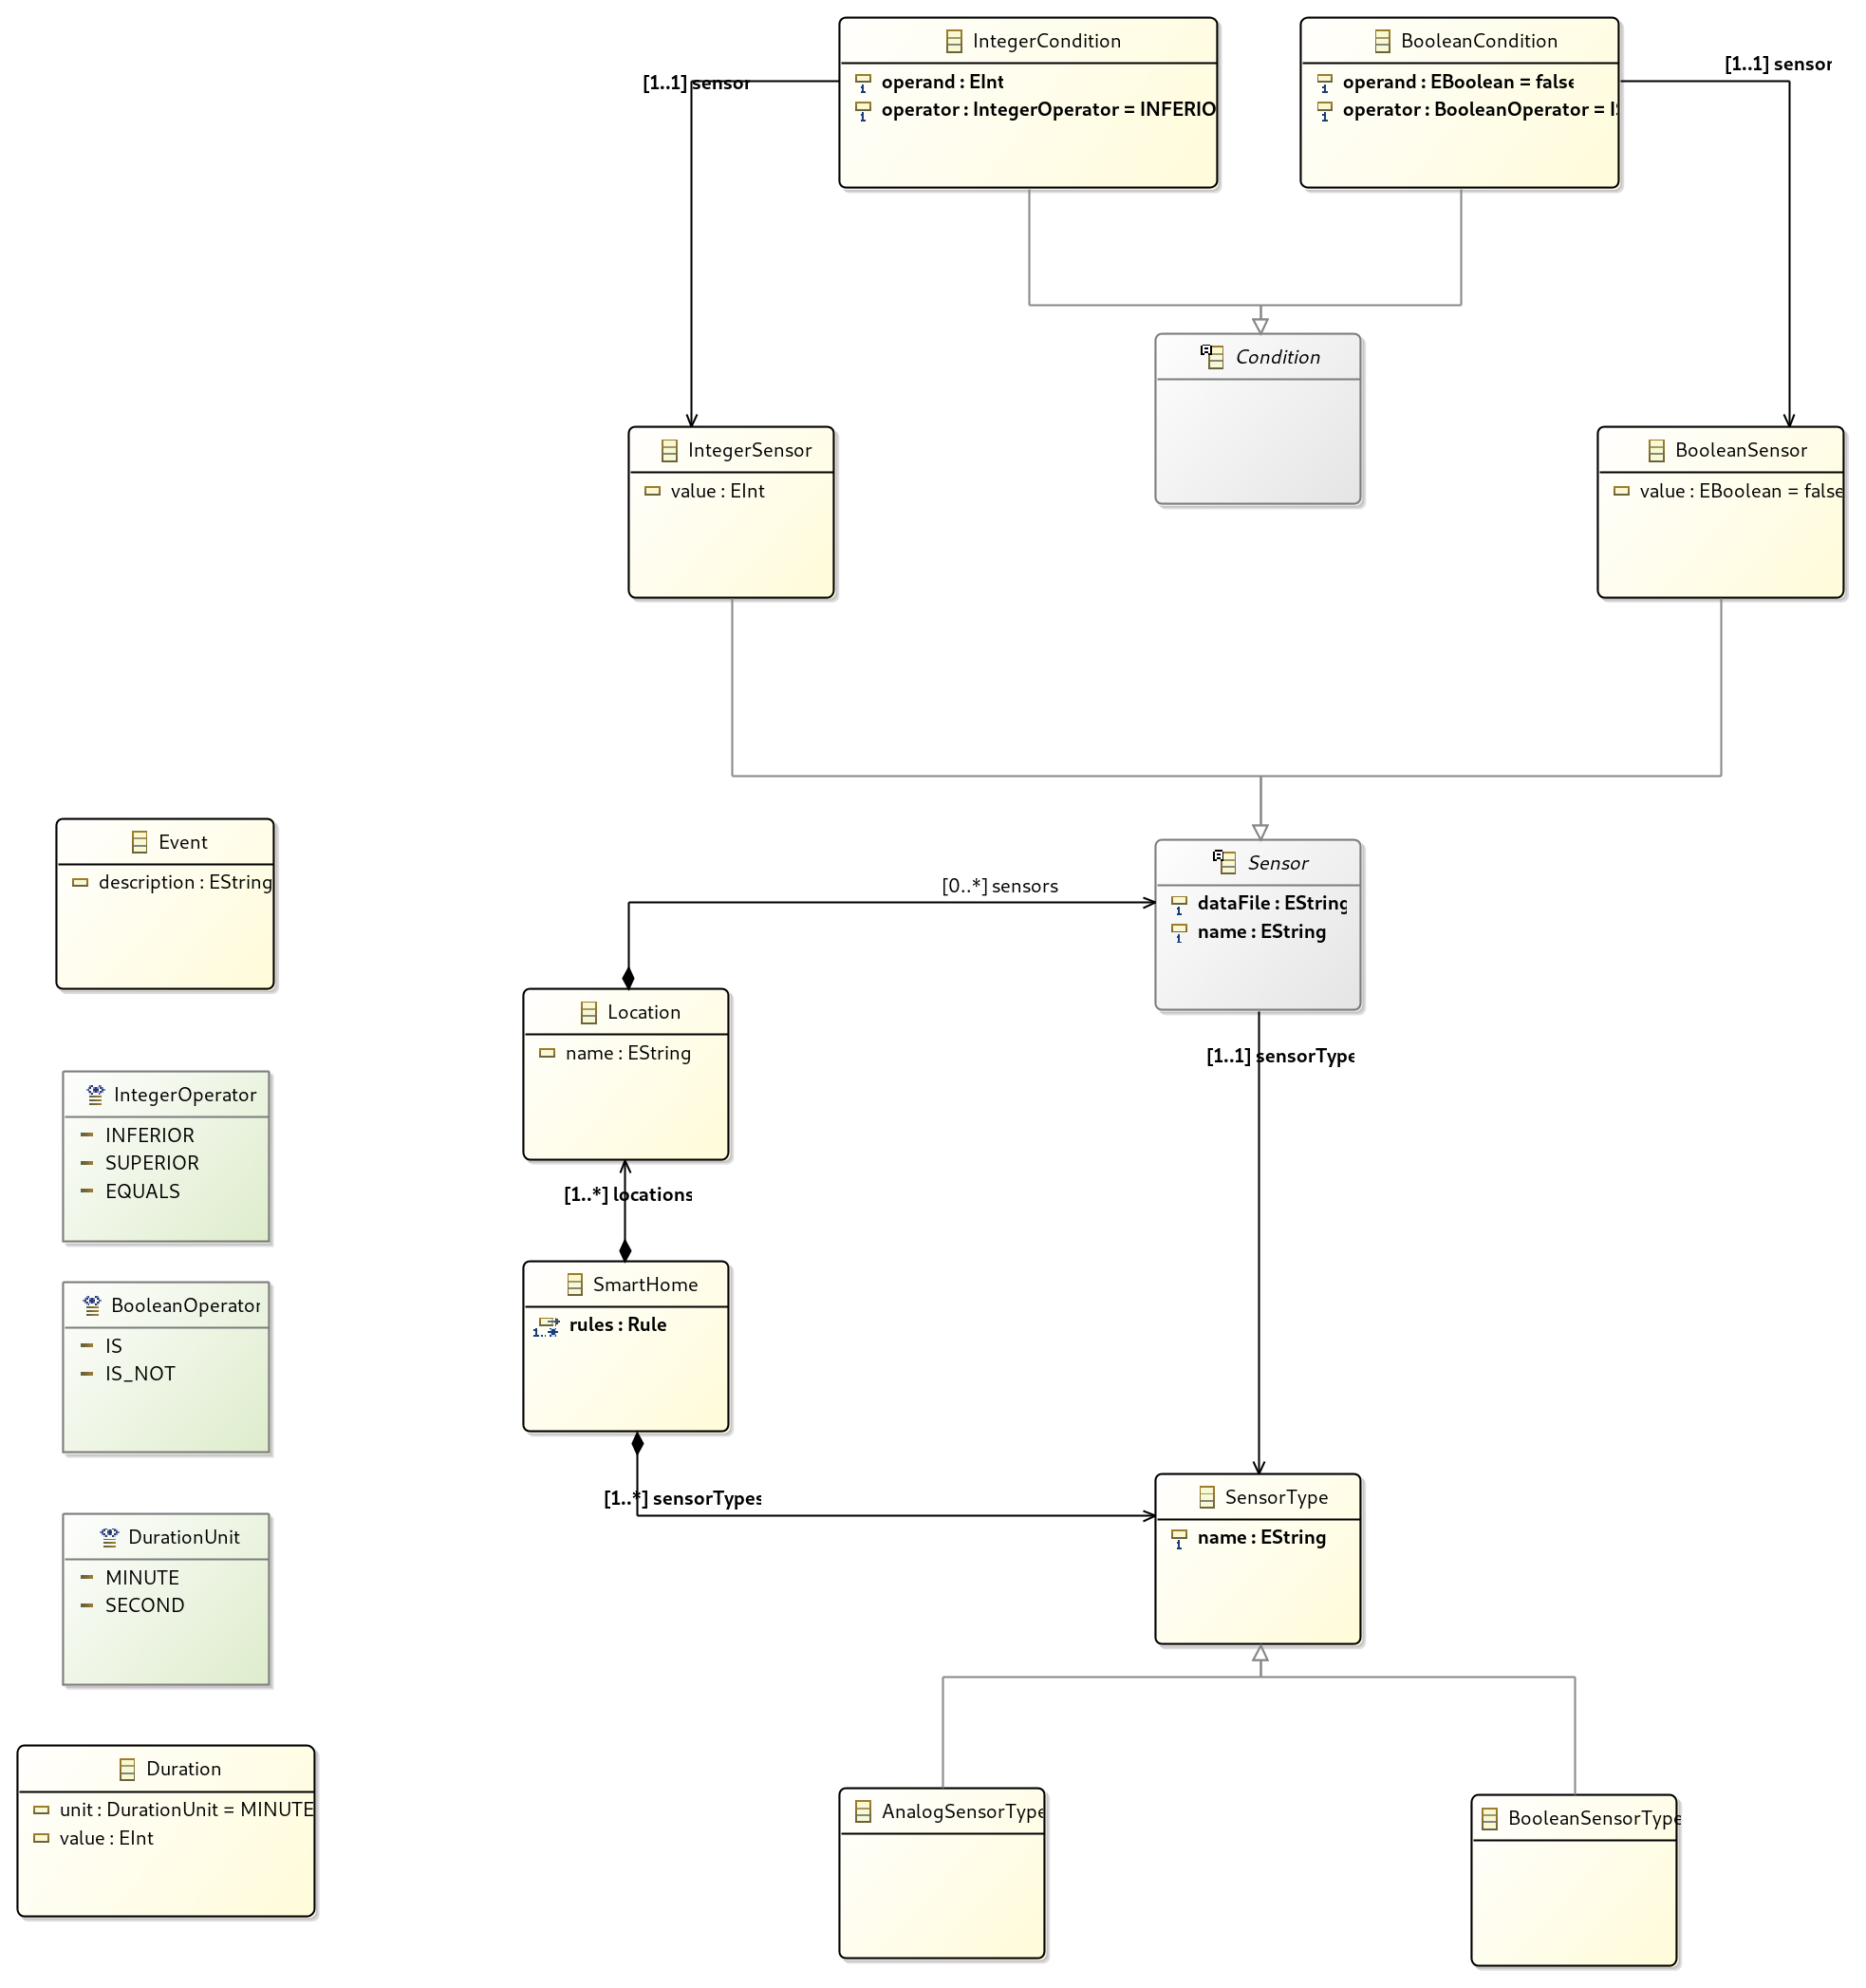 IntegerCondition
operand : EInt
operator : IntegerOperator = INFERIO
BooleanCondition
operand : EBoolean = false
operator : BooleanOperator = I
[1..1] sensor
[1..1] sensor
Condition
IntegerSensor
value : EInt
BooleanSensor
value : EBoolean = false
Event
description : EString
Sensor
dataFile : EString
name : EString
[0..*] sensors
Location
name : EString
[1..1] sensorType
IntegerOperator
INFERIOR
SUPERIOR
EQUALS
[1..*] locations
SmartHome
1..*
rules : Rule
BooleanOperator
IS
IS_NOT
[1..*] sensorTypes
SensorType
name : EString
DurationUnit
MINUTE
SECOND
Duration
unit : DurationUnit = MINUTE
value : EInt
AnalogSensorType
BooleanSensorType